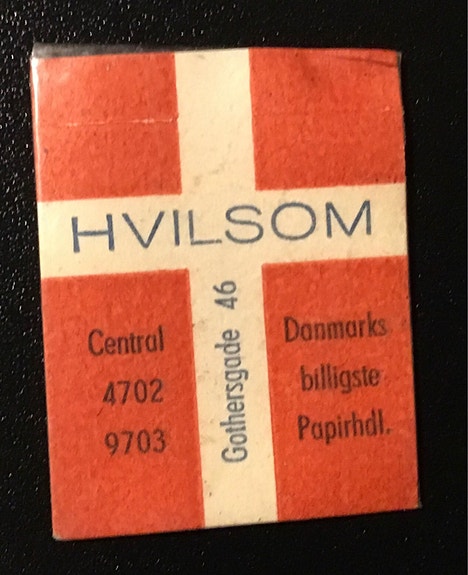 HVILSOM
Central
4702
9703
Gothersgade 46
Danmarks
billigste
Papirhdl.